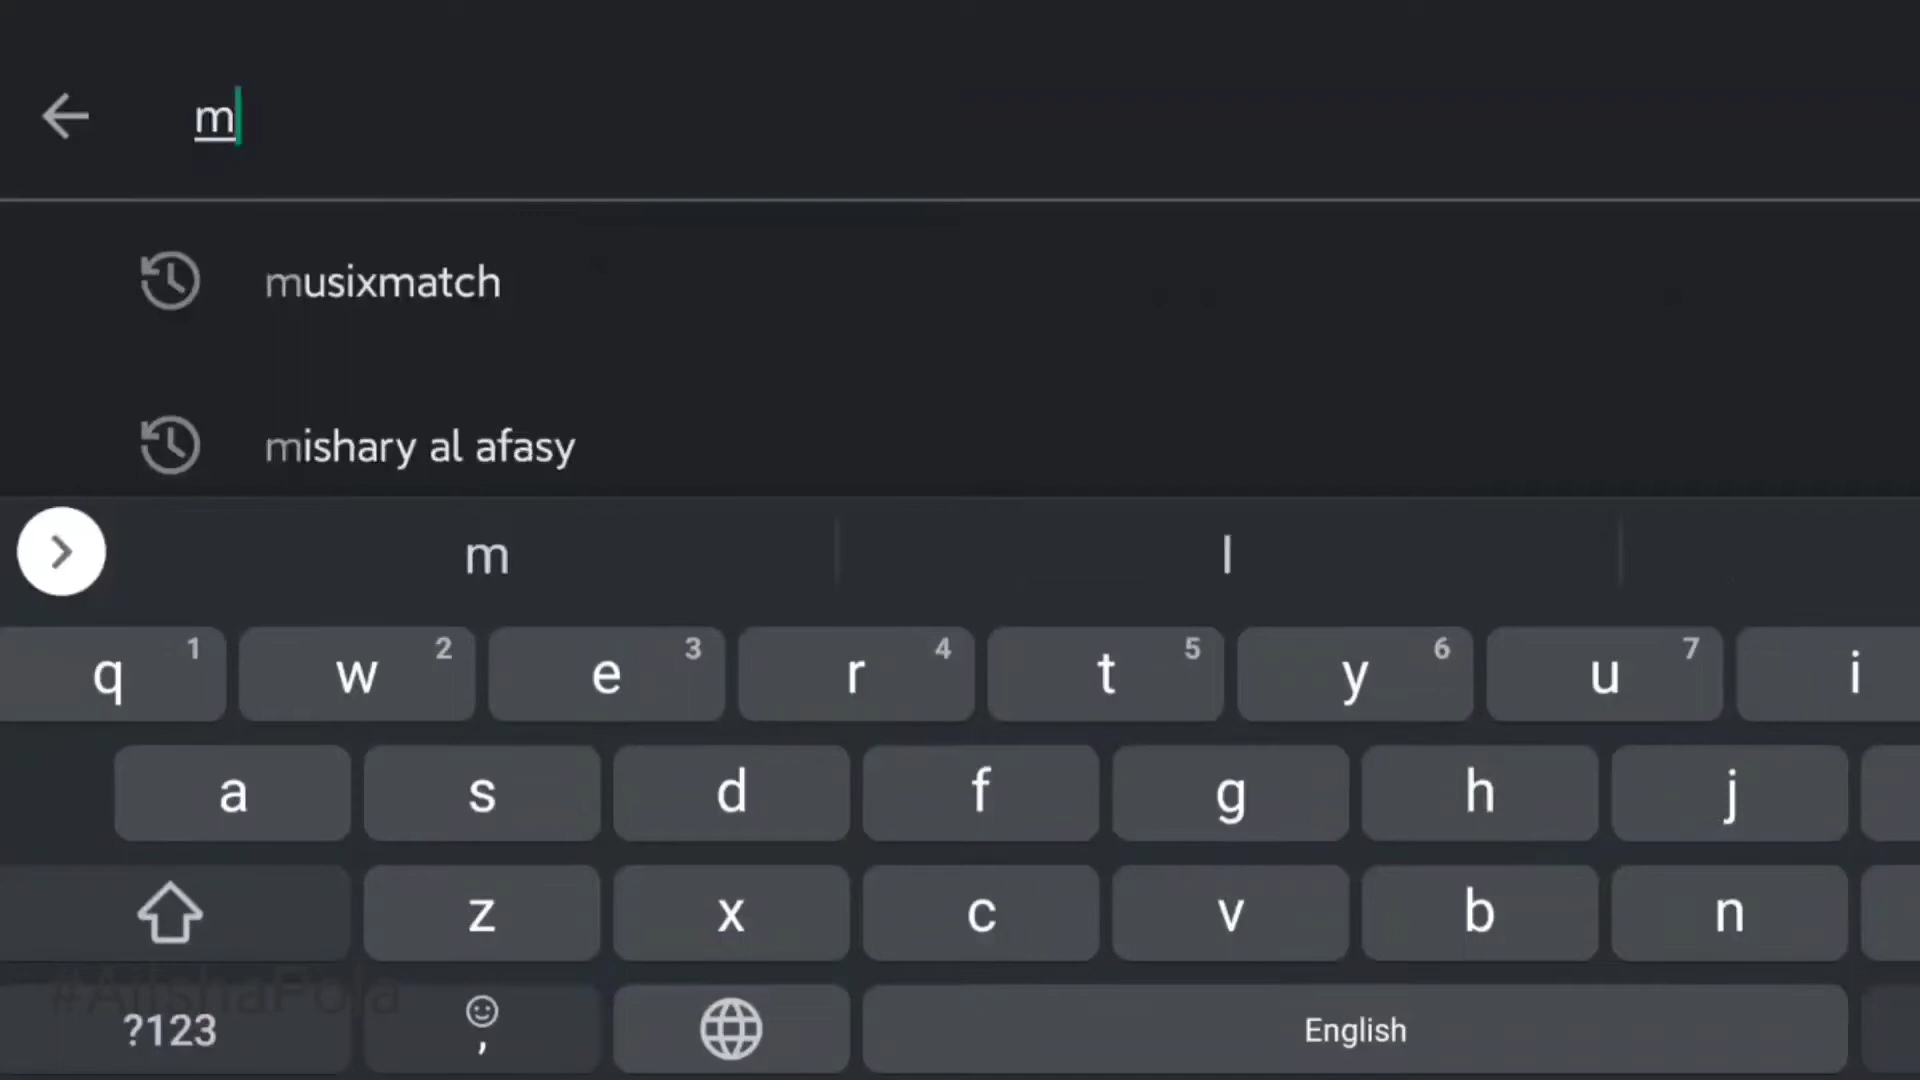 m
musixmatch
mishary al afasy
m l
q 1 w 2 e 3 r 4 t 5 y 6 u 7 i
a s d f g h j
z x c v b n
?123 , English